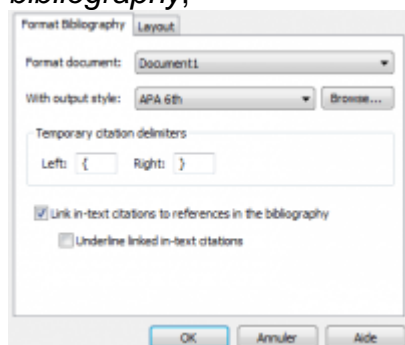 bibliography,
Format Bibliography Layout
Format document: Document1
With output style: APA 6th Browse...
Temporary citation delimiters
Left: { Right: }
Link in-text citations to references in the bibliography
Underline linked in-text citations
OK Annuler Aide